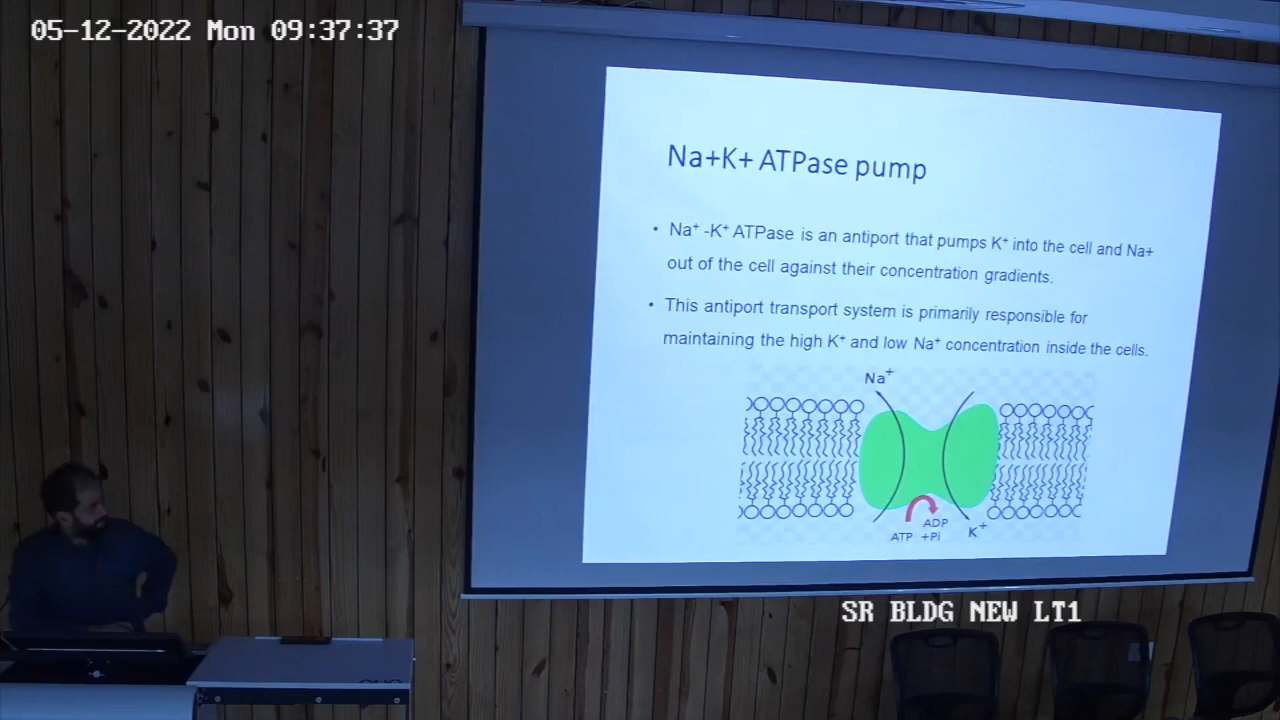 05-12-2022 Mon 09:37:37
Na+K+ ATPase pump
• Na⁺ -K⁺ ATPase is an antiport that pumps K⁺ into the cell and Na+
out of the cell against their concentration gradients.
• This antiport transport system is primarily responsible for
maintaining the high K⁺ and low Na⁺ concentration inside the cells.
Na⁺
ADP
ATP +Pi
K⁺
SR BLDG NEW LT1